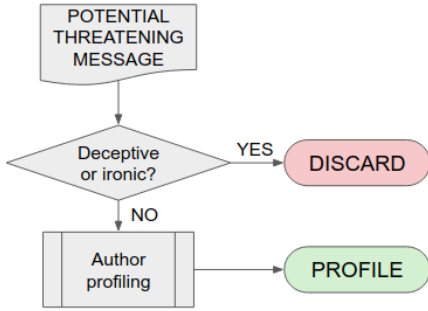 POTENTIAL
THREATENING
MESSAGE
Deceptive
or ironic?
YES
DISCARD
NO
Author
profiling
PROFILE